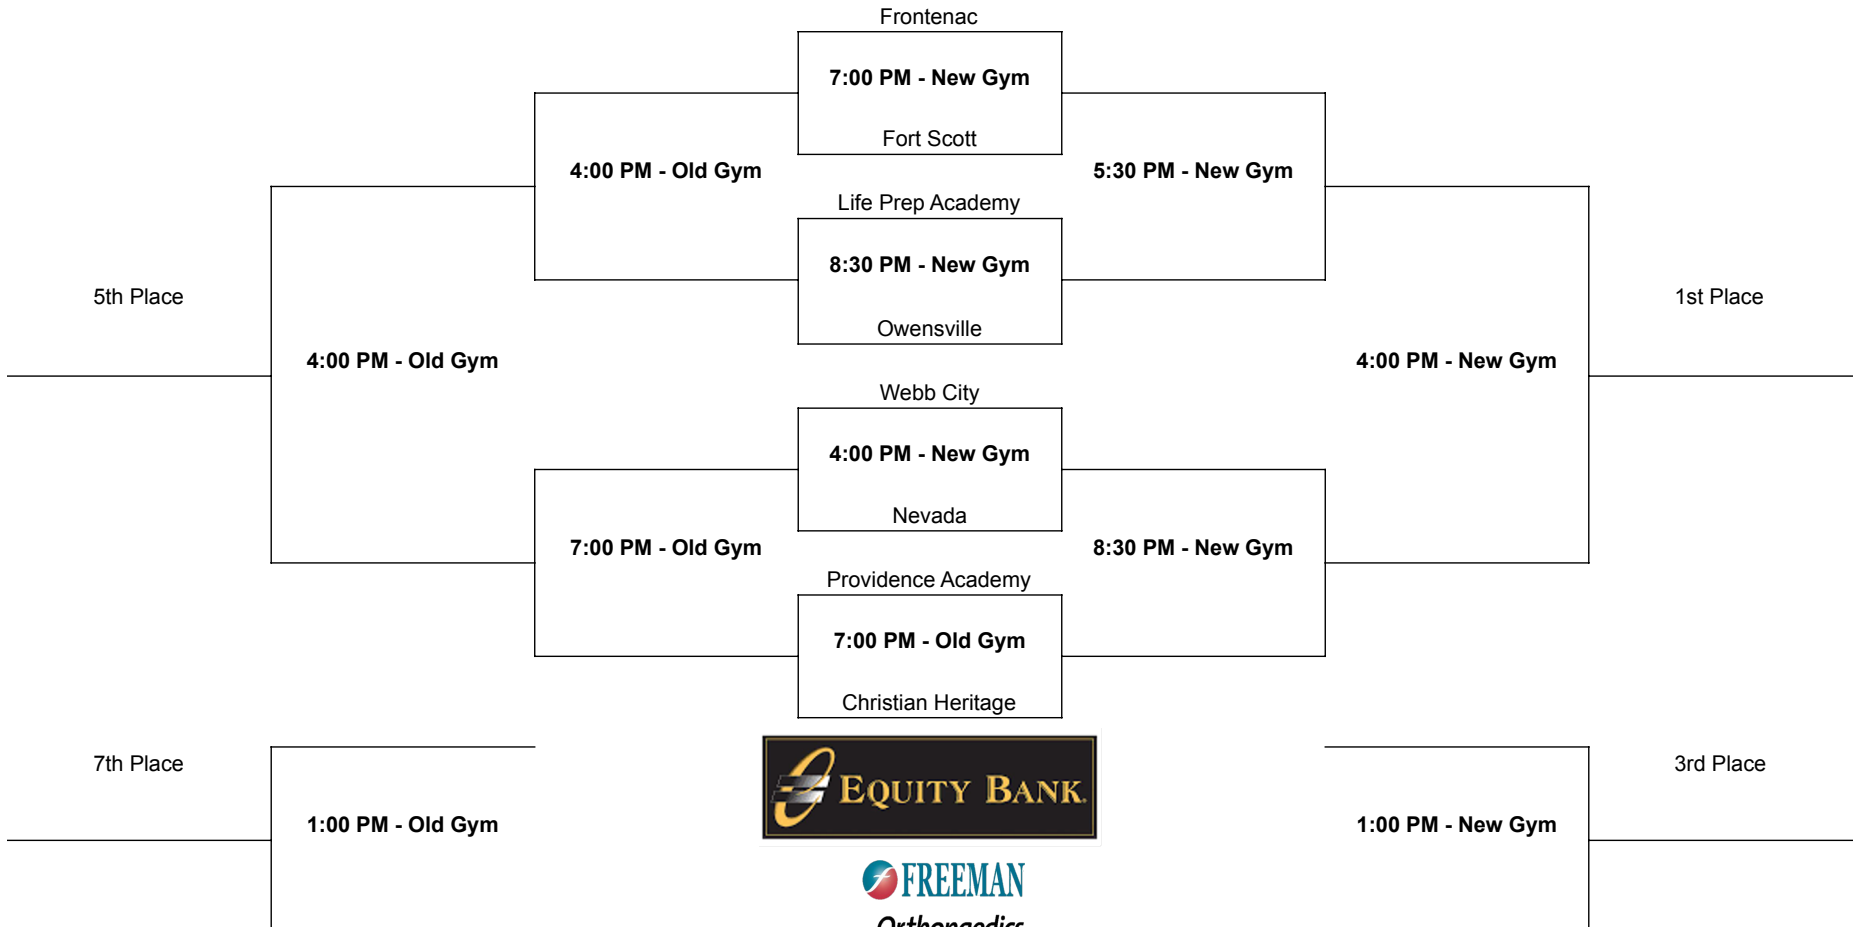 Frontenac
7:00 PM - New Gym
Fort Scott
4:00 PM - Old Gym
5:30 PM - New Gym
Life Prep Academy
8:30 PM - New Gym
5th Place
1st Place
Owensville
4:00 PM - Old Gym
4:00 PM - New Gym
Webb City
4:00 PM - New Gym
Nevada
7:00 PM - Old Gym
8:30 PM - New Gym
Providence Academy
7:00 PM - Old Gym
Christian Heritage
7th Place
3rd Place
EQUITY BANK
1:00 PM - Old Gym
1:00 PM - New Gym
FREEMAN
Orthopaedics